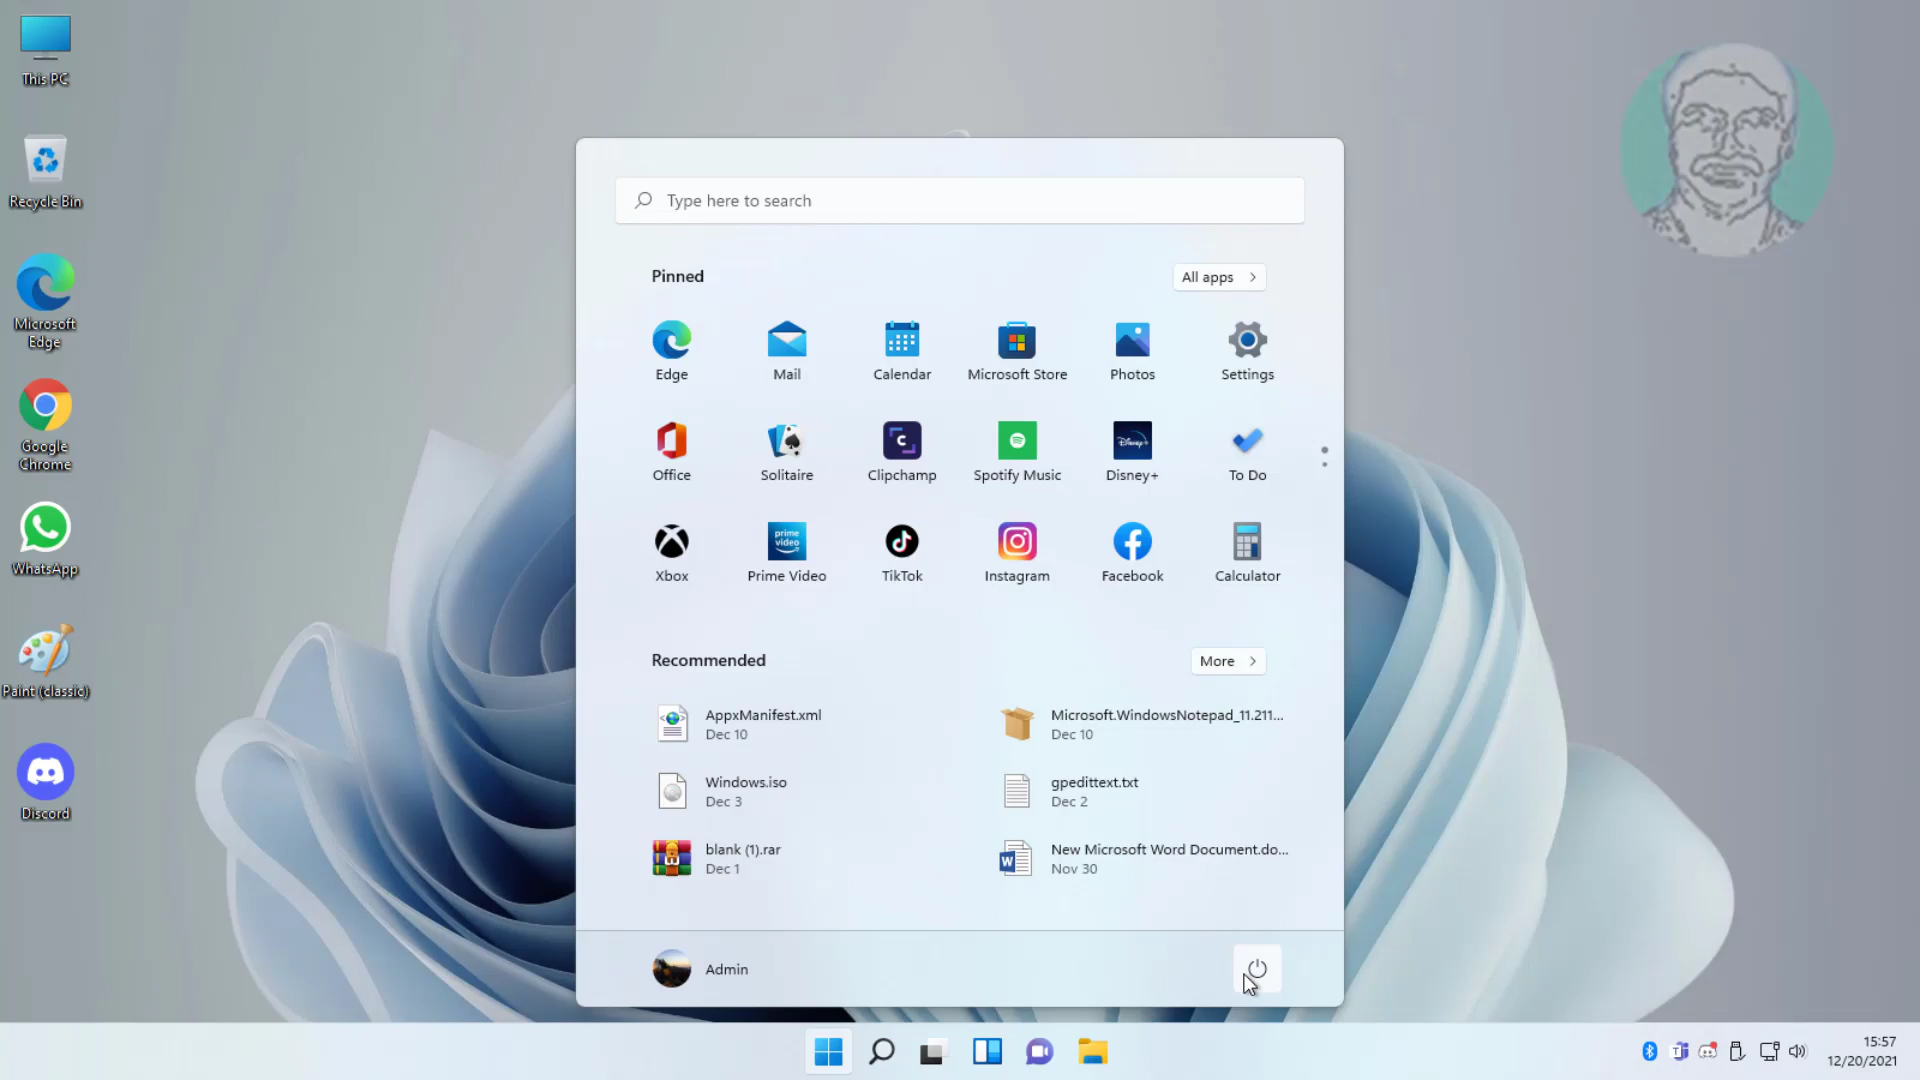 This PC
Recycle Bin
Microsoft
Edge
Google
Chrome
WhatsApp
Paint (classic)
Discord
Type here to search
Pinned
All apps
Edge
Mail
Calendar
Microsoft Store
Photos
Settings
Office
Solitaire
C
Clipchamp
Spotify Music
Disney+
Disney+
To Do
Xbox
prime
video
Prime Video
TikTok
Instagram
Facebook
Calculator
Recommended
More
AppxManifest.xml
Dec 10
Microsoft.WindowsNotepad_11.211...
Dec 10
Windows.iso
Dec 3
gpedittext.txt
Dec 2
blank (1).rar
Dec 1
W
New Microsoft Word Document.do...
Nov 30
Admin
15:57
12/20/2021